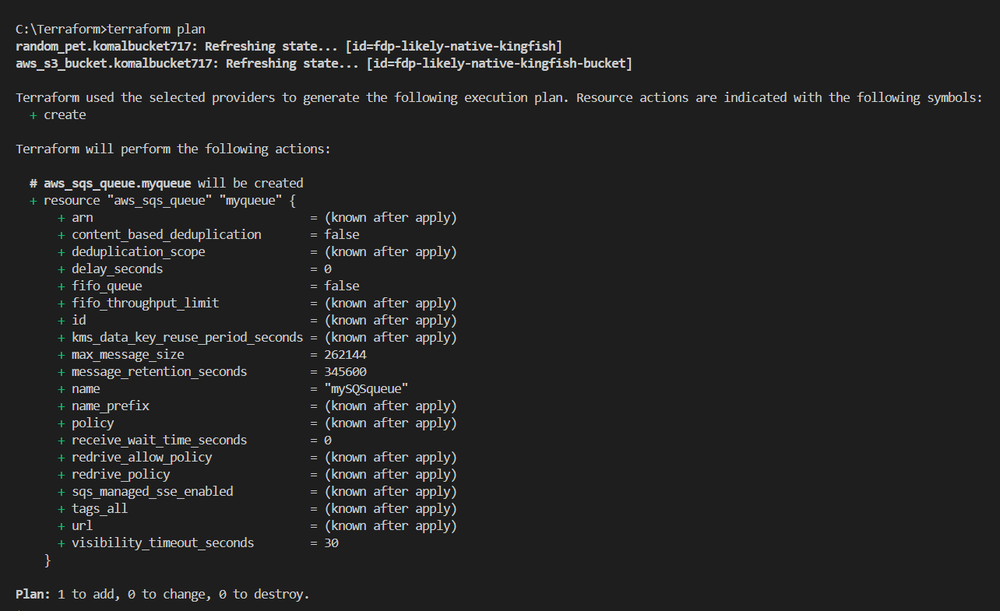 C:\Terraform>terraform plan
random_pet.komalbucket717: Refreshing state... [id=fdp-likely-native-kingfish]
aws_s3_bucket.komalbucket717: Refreshing state... [id=fdp-likely-native-kingfish-bucket]

Terraform used the selected providers to generate the following execution plan. Resource actions are indicated with the following symbols:
  + create

Terraform will perform the following actions:

  # aws_sqs_queue.myqueue will be created
  + resource "aws_sqs_queue" "myqueue" {
      + arn                               = (known after apply)
      + content_based_deduplication       = false
      + deduplication_scope               = (known after apply)
      + delay_seconds                     = 0
      + fifo_queue                        = false
      + fifo_throughput_limit             = (known after apply)
      + id                                = (known after apply)
      + kms_data_key_reuse_period_seconds = (known after apply)
      + max_message_size                  = 262144
      + message_retention_seconds         = 345600
      + name                              = "mySQSqueue"
      + name_prefix                       = (known after apply)
      + policy                            = (known after apply)
      + receive_wait_time_seconds         = 0
      + redrive_allow_policy              = (known after apply)
      + redrive_policy                    = (known after apply)
      + sqs_managed_sse_enabled           = (known after apply)
      + tags_all                          = (known after apply)
      + url                               = (known after apply)
      + visibility_timeout_seconds        = 30
    }

Plan: 1 to add, 0 to change, 0 to destroy.